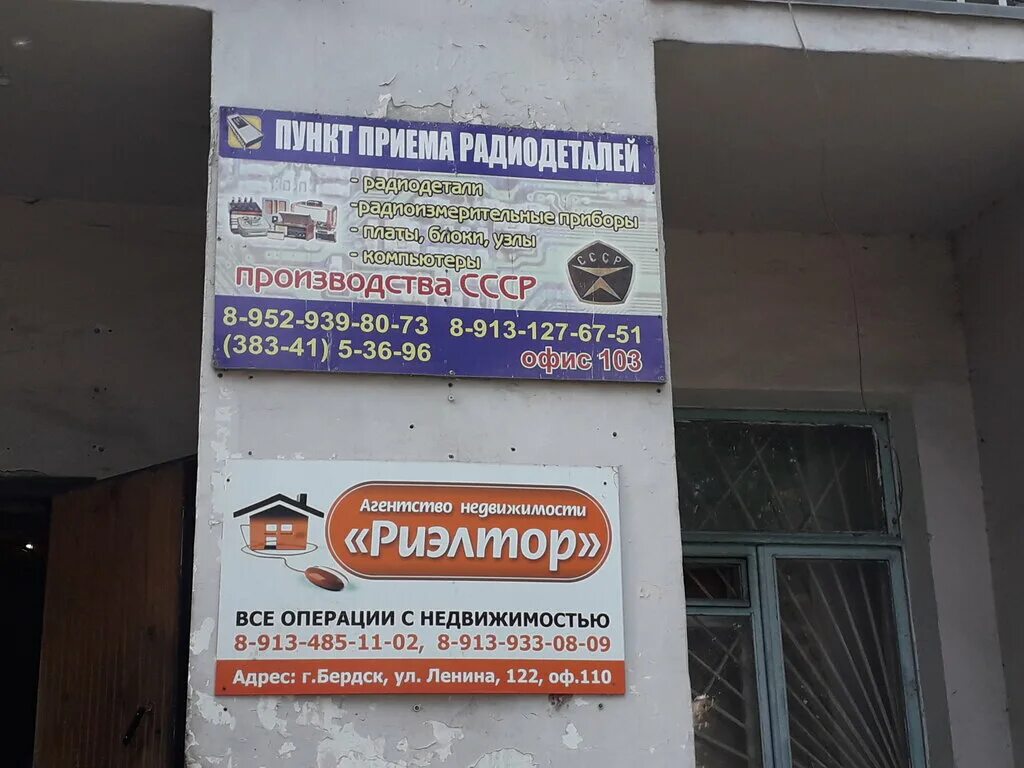 ПУНКТ ПРИЕМА РАДИОДЕТАЛЕЙ
- радиодетали
-радиоизмерительные приборы
- платы, блоки, узлы
- компьютеры
производства СССР
СССР
8-952-939-80-73 8-913-127-67-51
(383-41) 5-36-96
офис 103
Агентство недвижимости
«Риэлтор»
ВСЕ ОПЕРАЦИИ С НЕДВИЖИМОСТЬЮ
8-913-485-11-02, 8-913-933-08-09
Адрес: г.Бердск, ул. Ленина, 122, оф.110